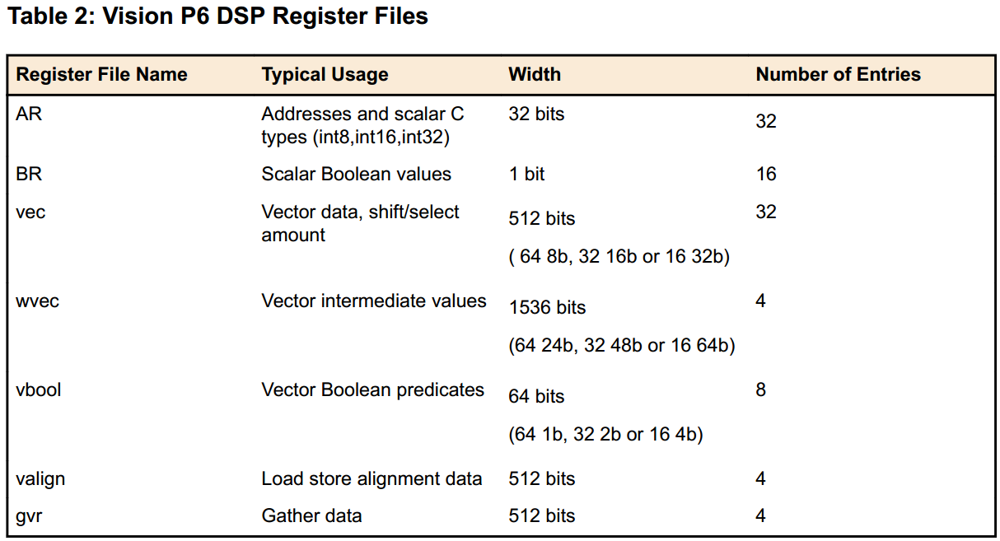 Table 2: Vision P6 DSP Register Files
Register File Name Typical Usage Width Number of Entries
AR Addresses and scalar C types (int8,int16,int32) 32 bits 32
BR Scalar Boolean values 1 bit 16
vec Vector data, shift/select amount 512 bits 32
( 64 8b, 32 16b or 16 32b)
wvec Vector intermediate values 1536 bits 4
(64 24b, 32 48b or 16 64b)
vbool Vector Boolean predicates 64 bits 8
(64 1b, 32 2b or 16 4b)
valign Load store alignment data 512 bits 4
gvr Gather data 512 bits 4